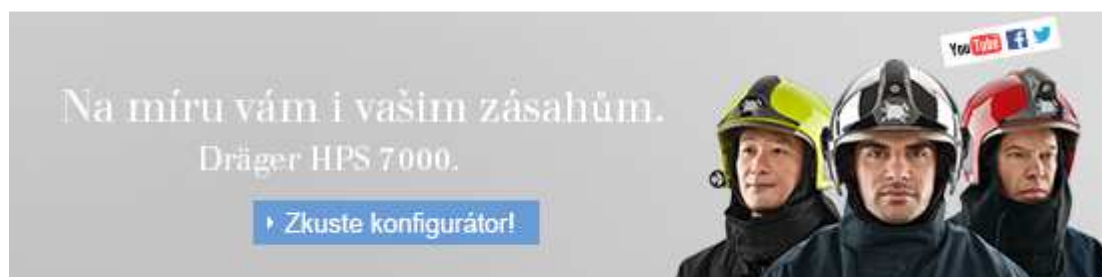 YouTube
Na míru vám i vašim zásahům.
Dräger HPS 7000.
Zkuste konfigurátor!